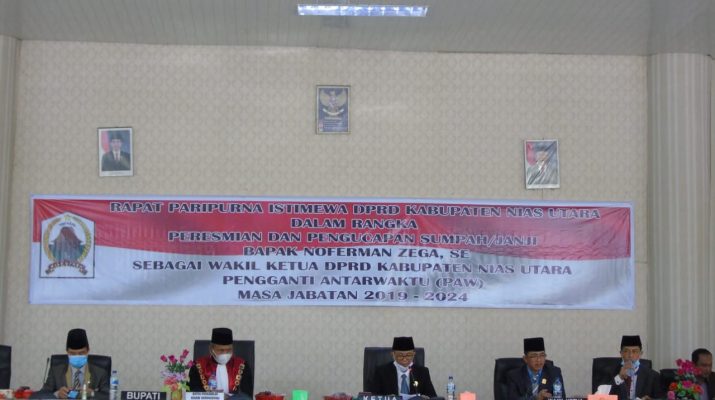 RAPAT PARIPURNA ISTIMEWA DPRD KABUPATEN NIAS UTARA
DALAM RANGKA
PERESMIAN DAN PENGUCAPAN SUMPAH/JANJI
BAPAK NOFERMAN ZEGA, SE
SEBAGAI WAKIL KETUA DPRD KABUPATEN NIAS UTARA
PENGGANTI ANTARWAKTU (PAW)
MASA JABATAN 2019 - 2024
BUPATI
KETUA